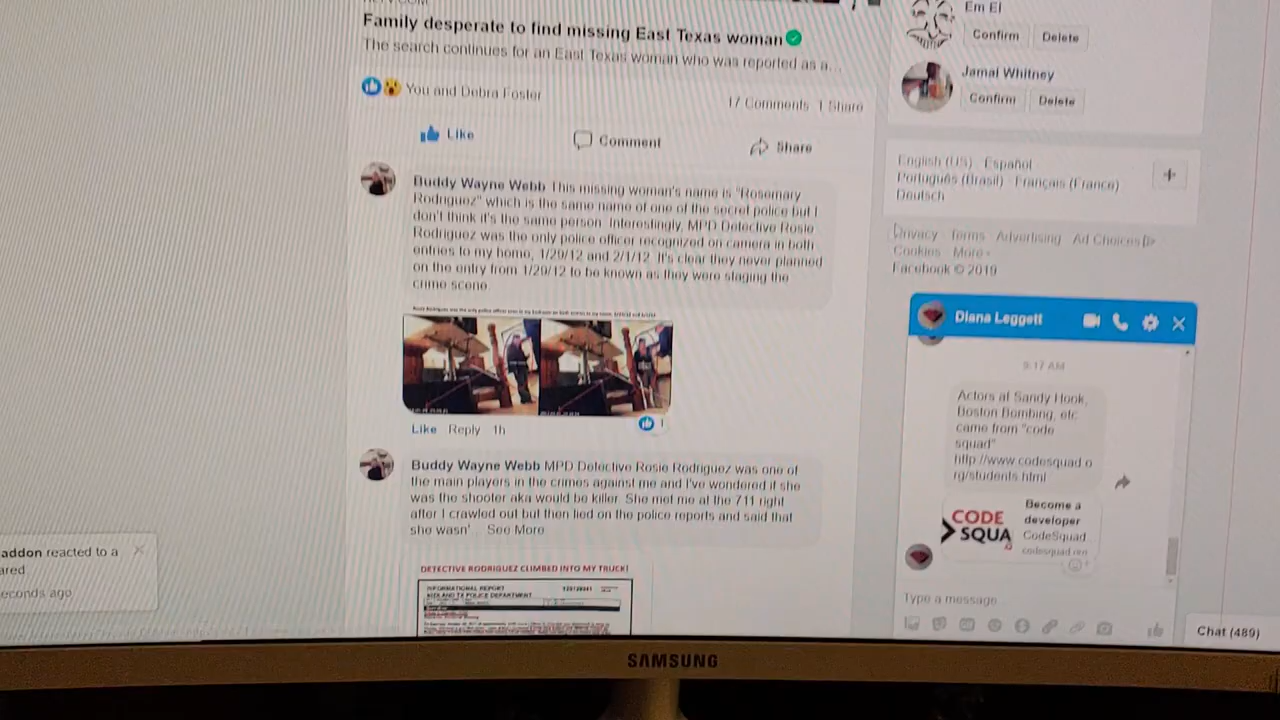 Family desperate to find missing East Texas woman
The search continues for an East Texas woman who was reported as a...
You and Debra Foster
17 Comments 1 Share
Like
Comment
Share
Buddy Wayne Webb This missing woman's name is "Rosemary
Rodriguez" which is the same name of one of the secret police but I
don't think it's the same person. Interestingly, MPD Detective Rosie
Rodriguez was the only police officer recognized on camera in both
entries to my home, 1/29/12 and 2/1/12. It's clear they never planned
on the entry from 1/29/12 to be known as they were staging the
crime scene.
Like Reply 1h
1
Buddy Wayne Webb MPD Detective Rosie Rodriguez was one of
the main players in the crimes against me and I've wondered if she
was the shooter aka would be killer. She met me at the 711 right
after I crawled out but then lied on the police reports and said that
she wasn'... See More
DETECTIVE RODRIGUEZ CLIMBED INTO MY TRUCK!
INFORMATIONAL REPORT
MIDLAND TX POLICE DEPARTMENT
addon reacted to a
ared.
econds ago
Em El
Confirm Delete
Jamal Whitney
Confirm Delete
English (US) · Español ·
Português (Brasil) · Français (France) ·
Deutsch
Privacy · Terms · Advertising · Ad Choices
Cookies · More
Facebook © 2019
Diana Leggett
9:17 AM
Actors at Sandy Hook,
Boston Bombing, etc
came from "code
squad"
http://www.codesquad.o
rg/students.html
CODE
SQUA
Become a
developer
CodeSquad...
codesquad.org
Type a message
Chat (489)
SAMSUNG